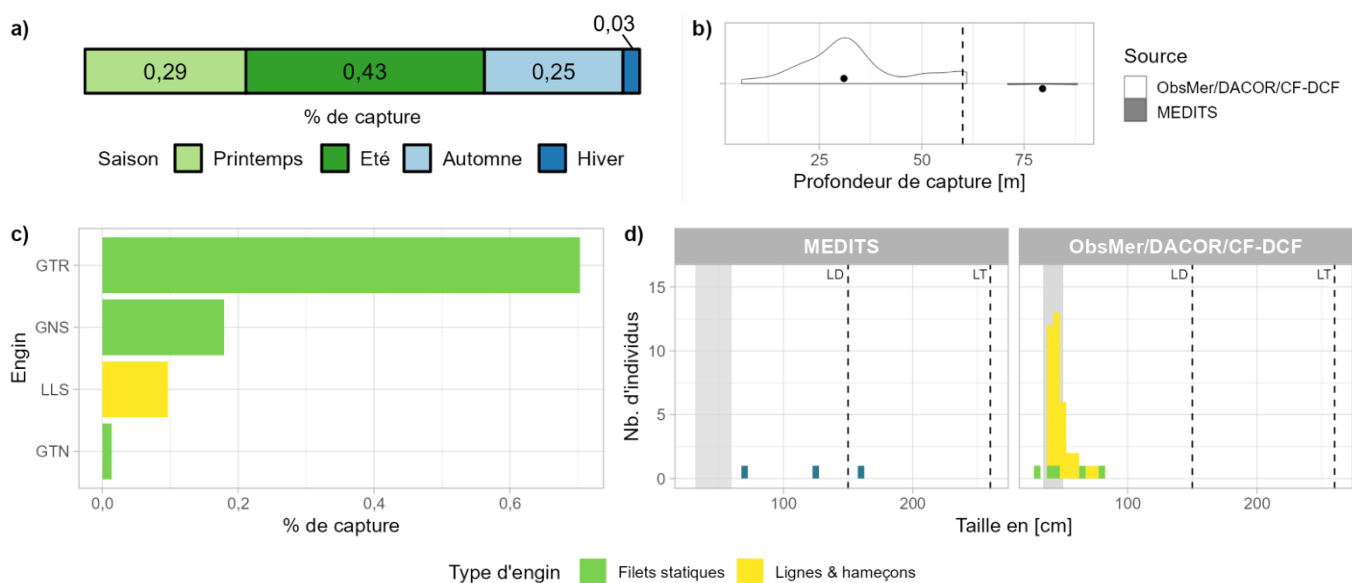 a)
0,03
0,29 0,43 0,25
% de capture
Saison Printemps Eté Automne Hiver
b)
25 50 75
Profondeur de capture [m]
Source
ObsMer/DACOR/CF-DCF
MEDITS
c)
Engin
GTR
GNS
LLS
GTN
0,0 0,2 0,4 0,6
% de capture
d)
MEDITS ObsMer/DACOR/CF-DCF
LD LT LD LT
Nb. d'individus
15
10
5
0
100 200 100 200
Taille en [cm]
Type d'engin Filets statiques Lignes & hameçons